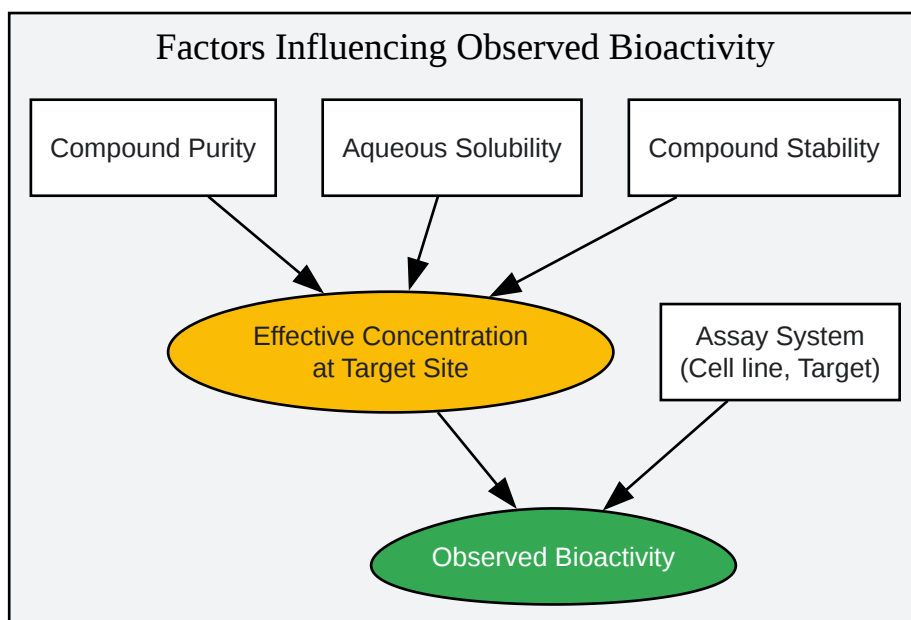 Factors Influencing Observed Bioactivity
Compound Purity
Aqueous Solubility
Compound Stability
Effective Concentration
at Target Site
Assay System
(Cell line, Target)
Observed Bioactivity